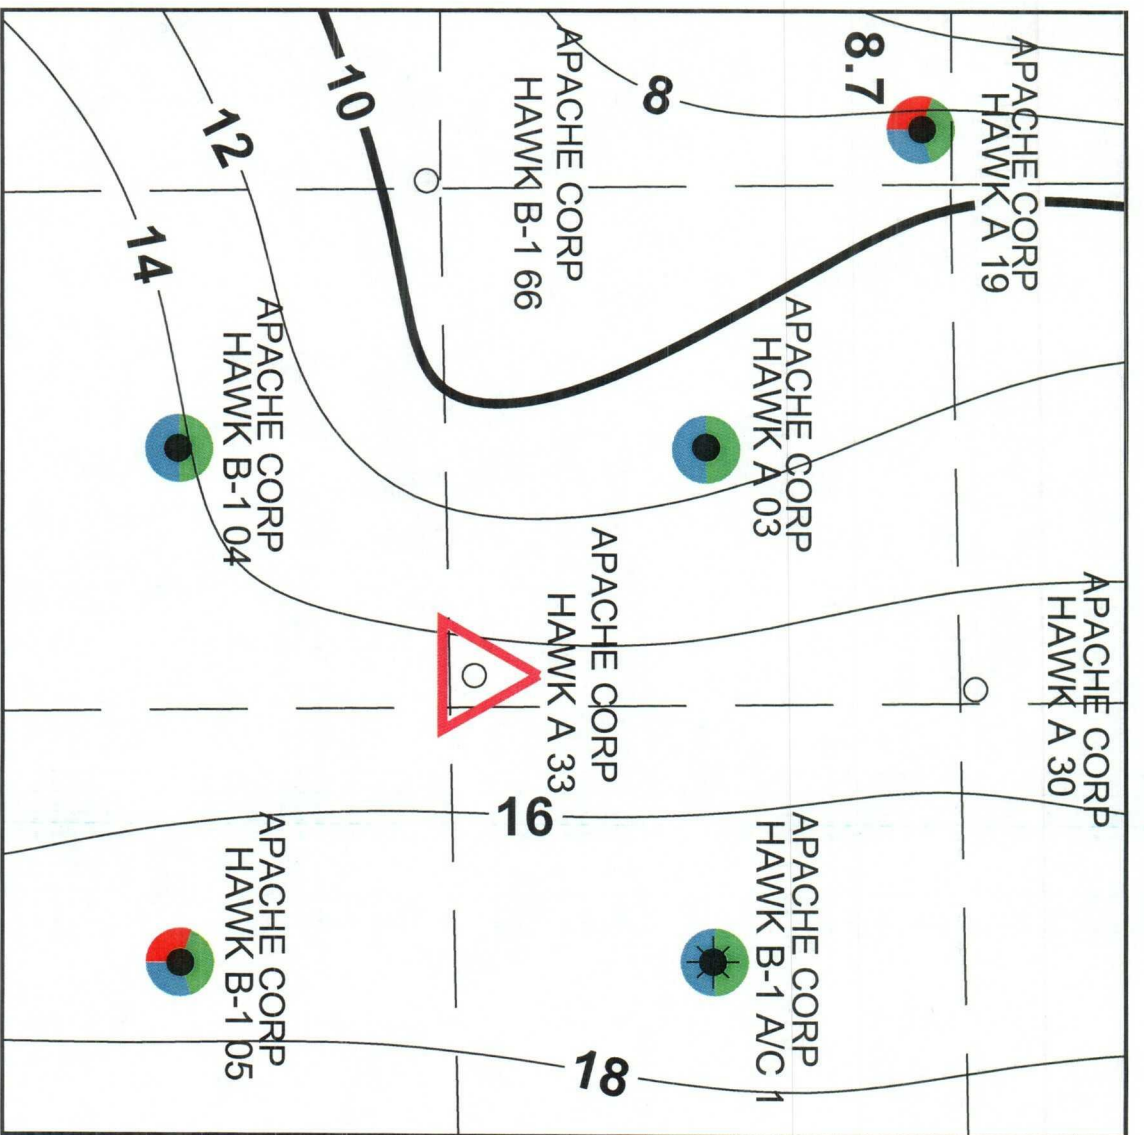 APACHE CORP
HAWK A 19
8.7
8
APACHE CORP
HAWK B-1 66
10
12
14
APACHE CORP
HAWK A 03
APACHE CORP
HAWK B-1 04
APACHE CORP
HAWK A 30
APACHE CORP
HAWK A 33
16
APACHE CORP
HAWK B-1 A/C 1
APACHE CORP
HAWK B-1 05
18